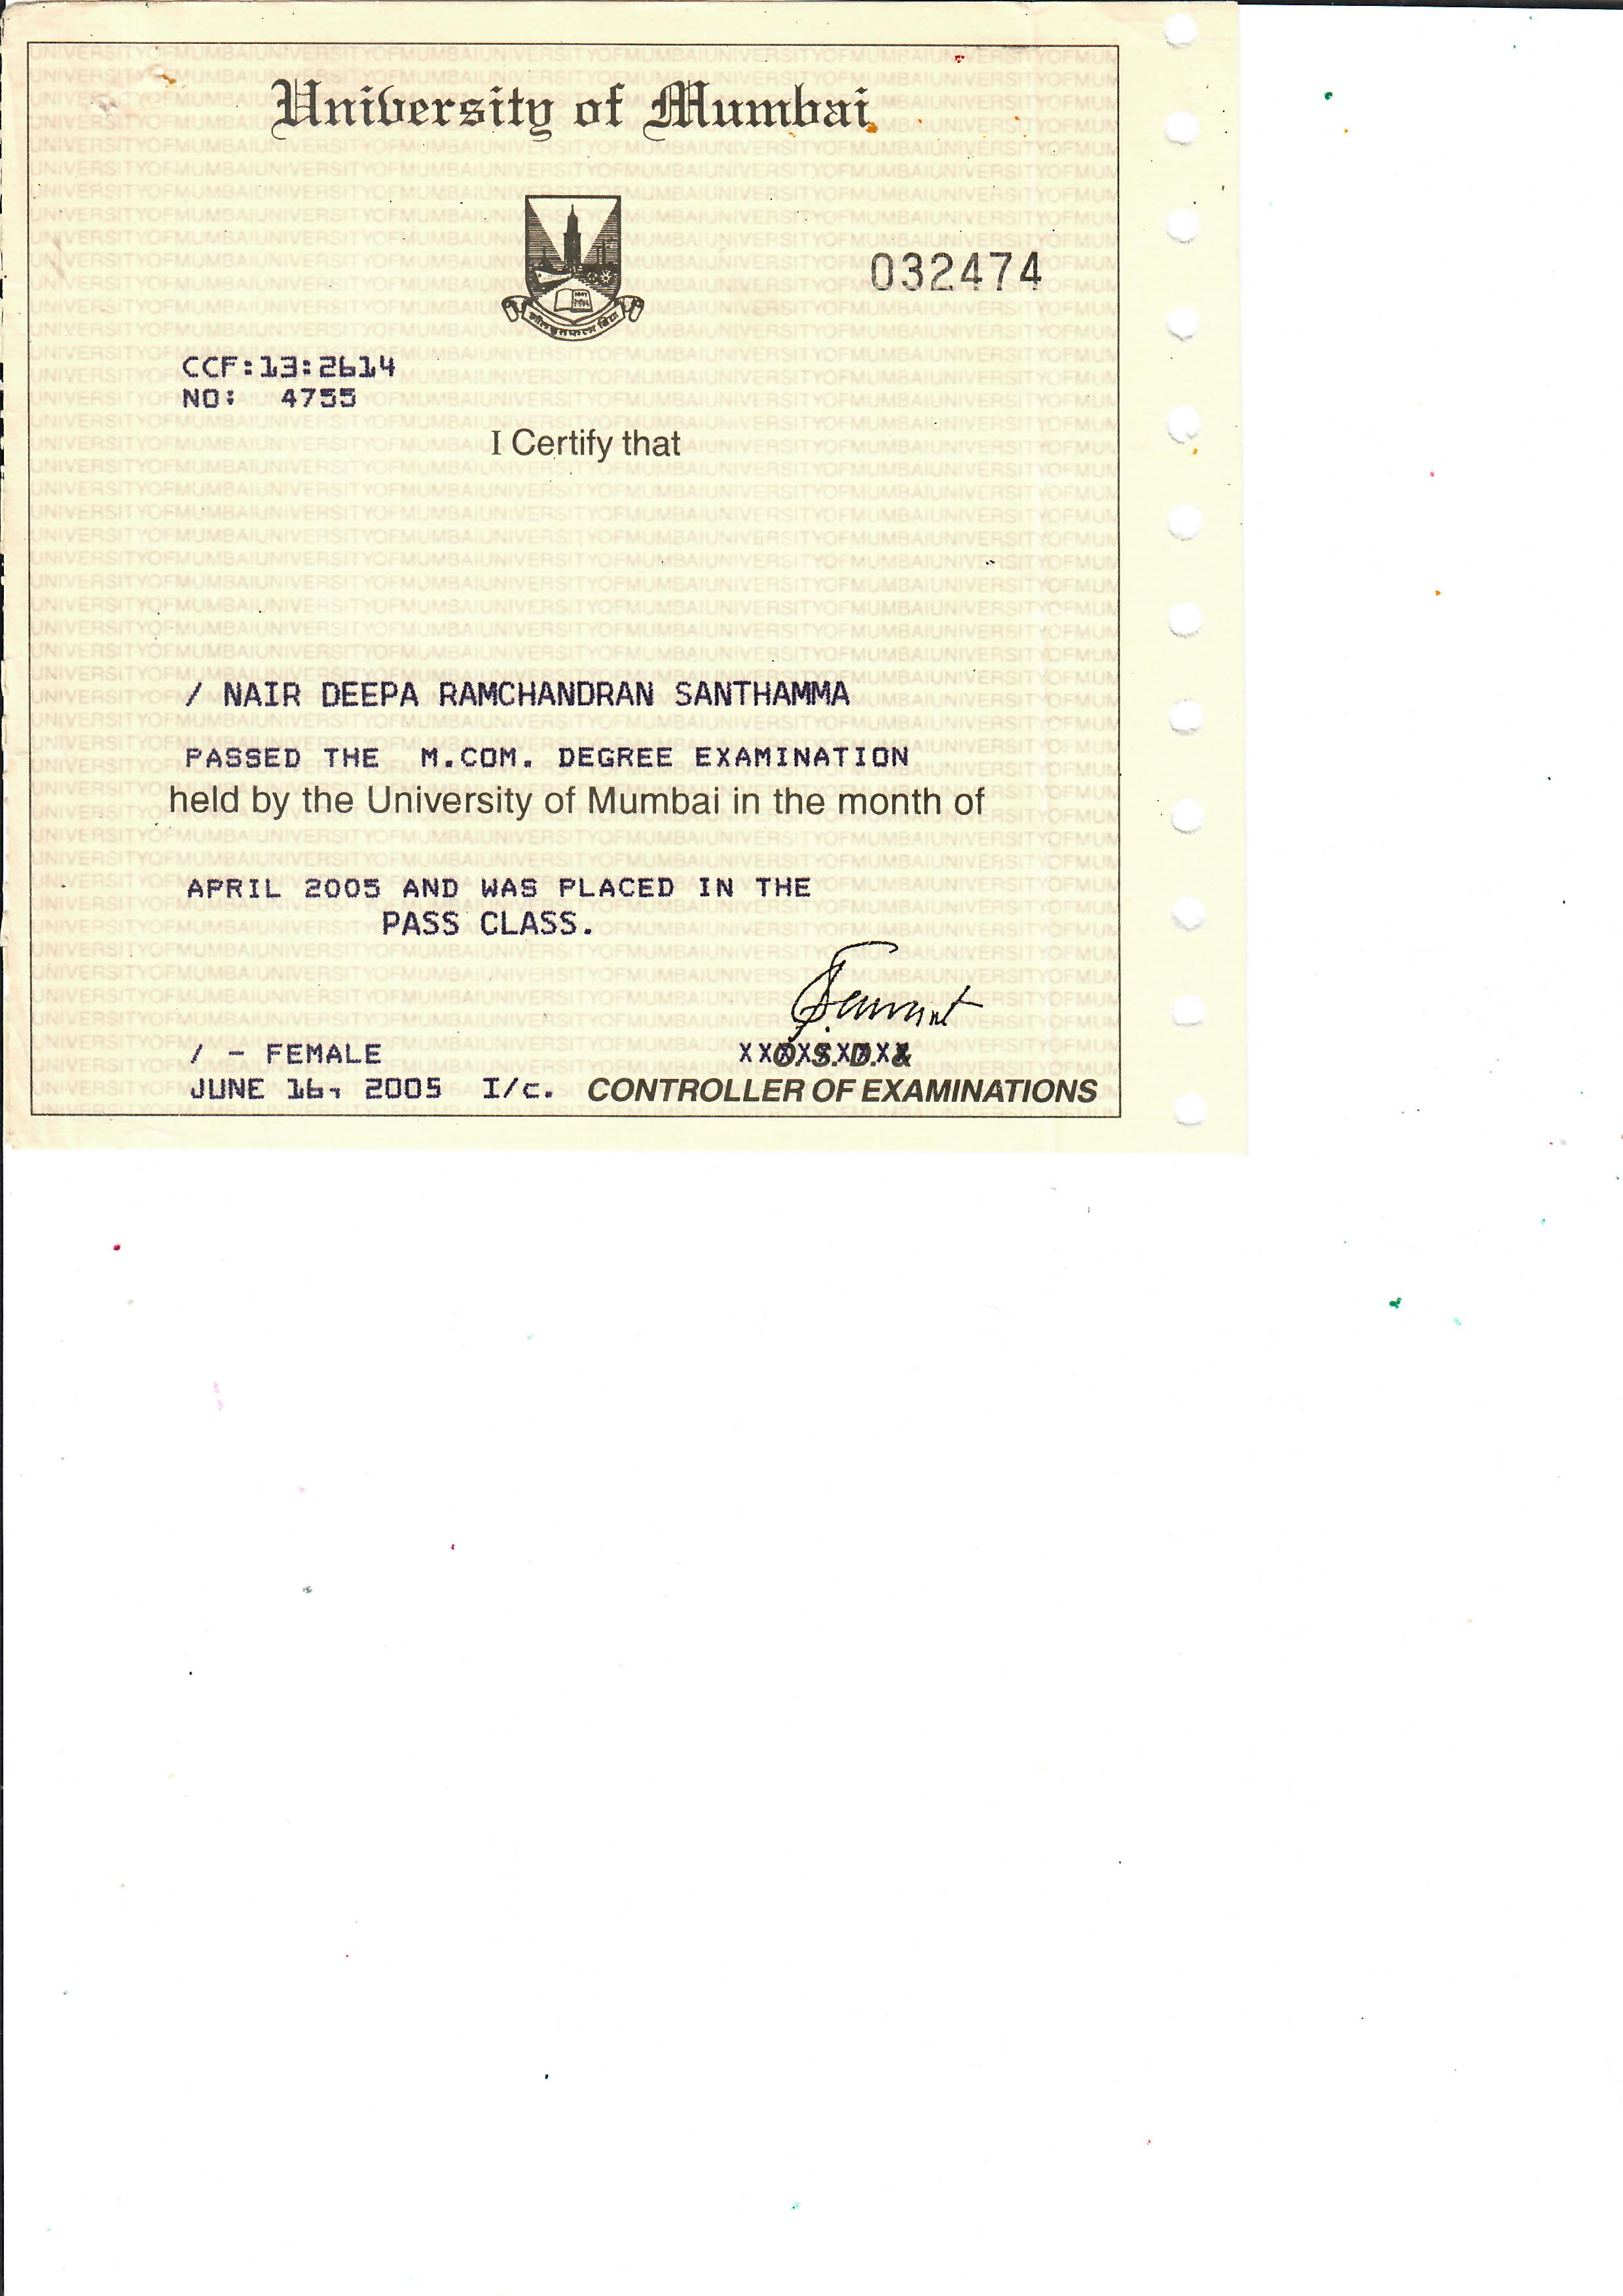 University of Mumbai
032474
CCF:13:2614
NO: 4755
I Certify that
/ NAIR DEEPA RAMCHANDRAN SANTHAMMA
PASSED THE M.COM. DEGREE EXAMINATION
held by the University of Mumbai in the month of
APRIL 2005 AND WAS PLACED IN THE
PASS CLASS.
/ - FEMALE
JUNE 16, 2005 I/c. CONTROLLER OF EXAMINATIONS